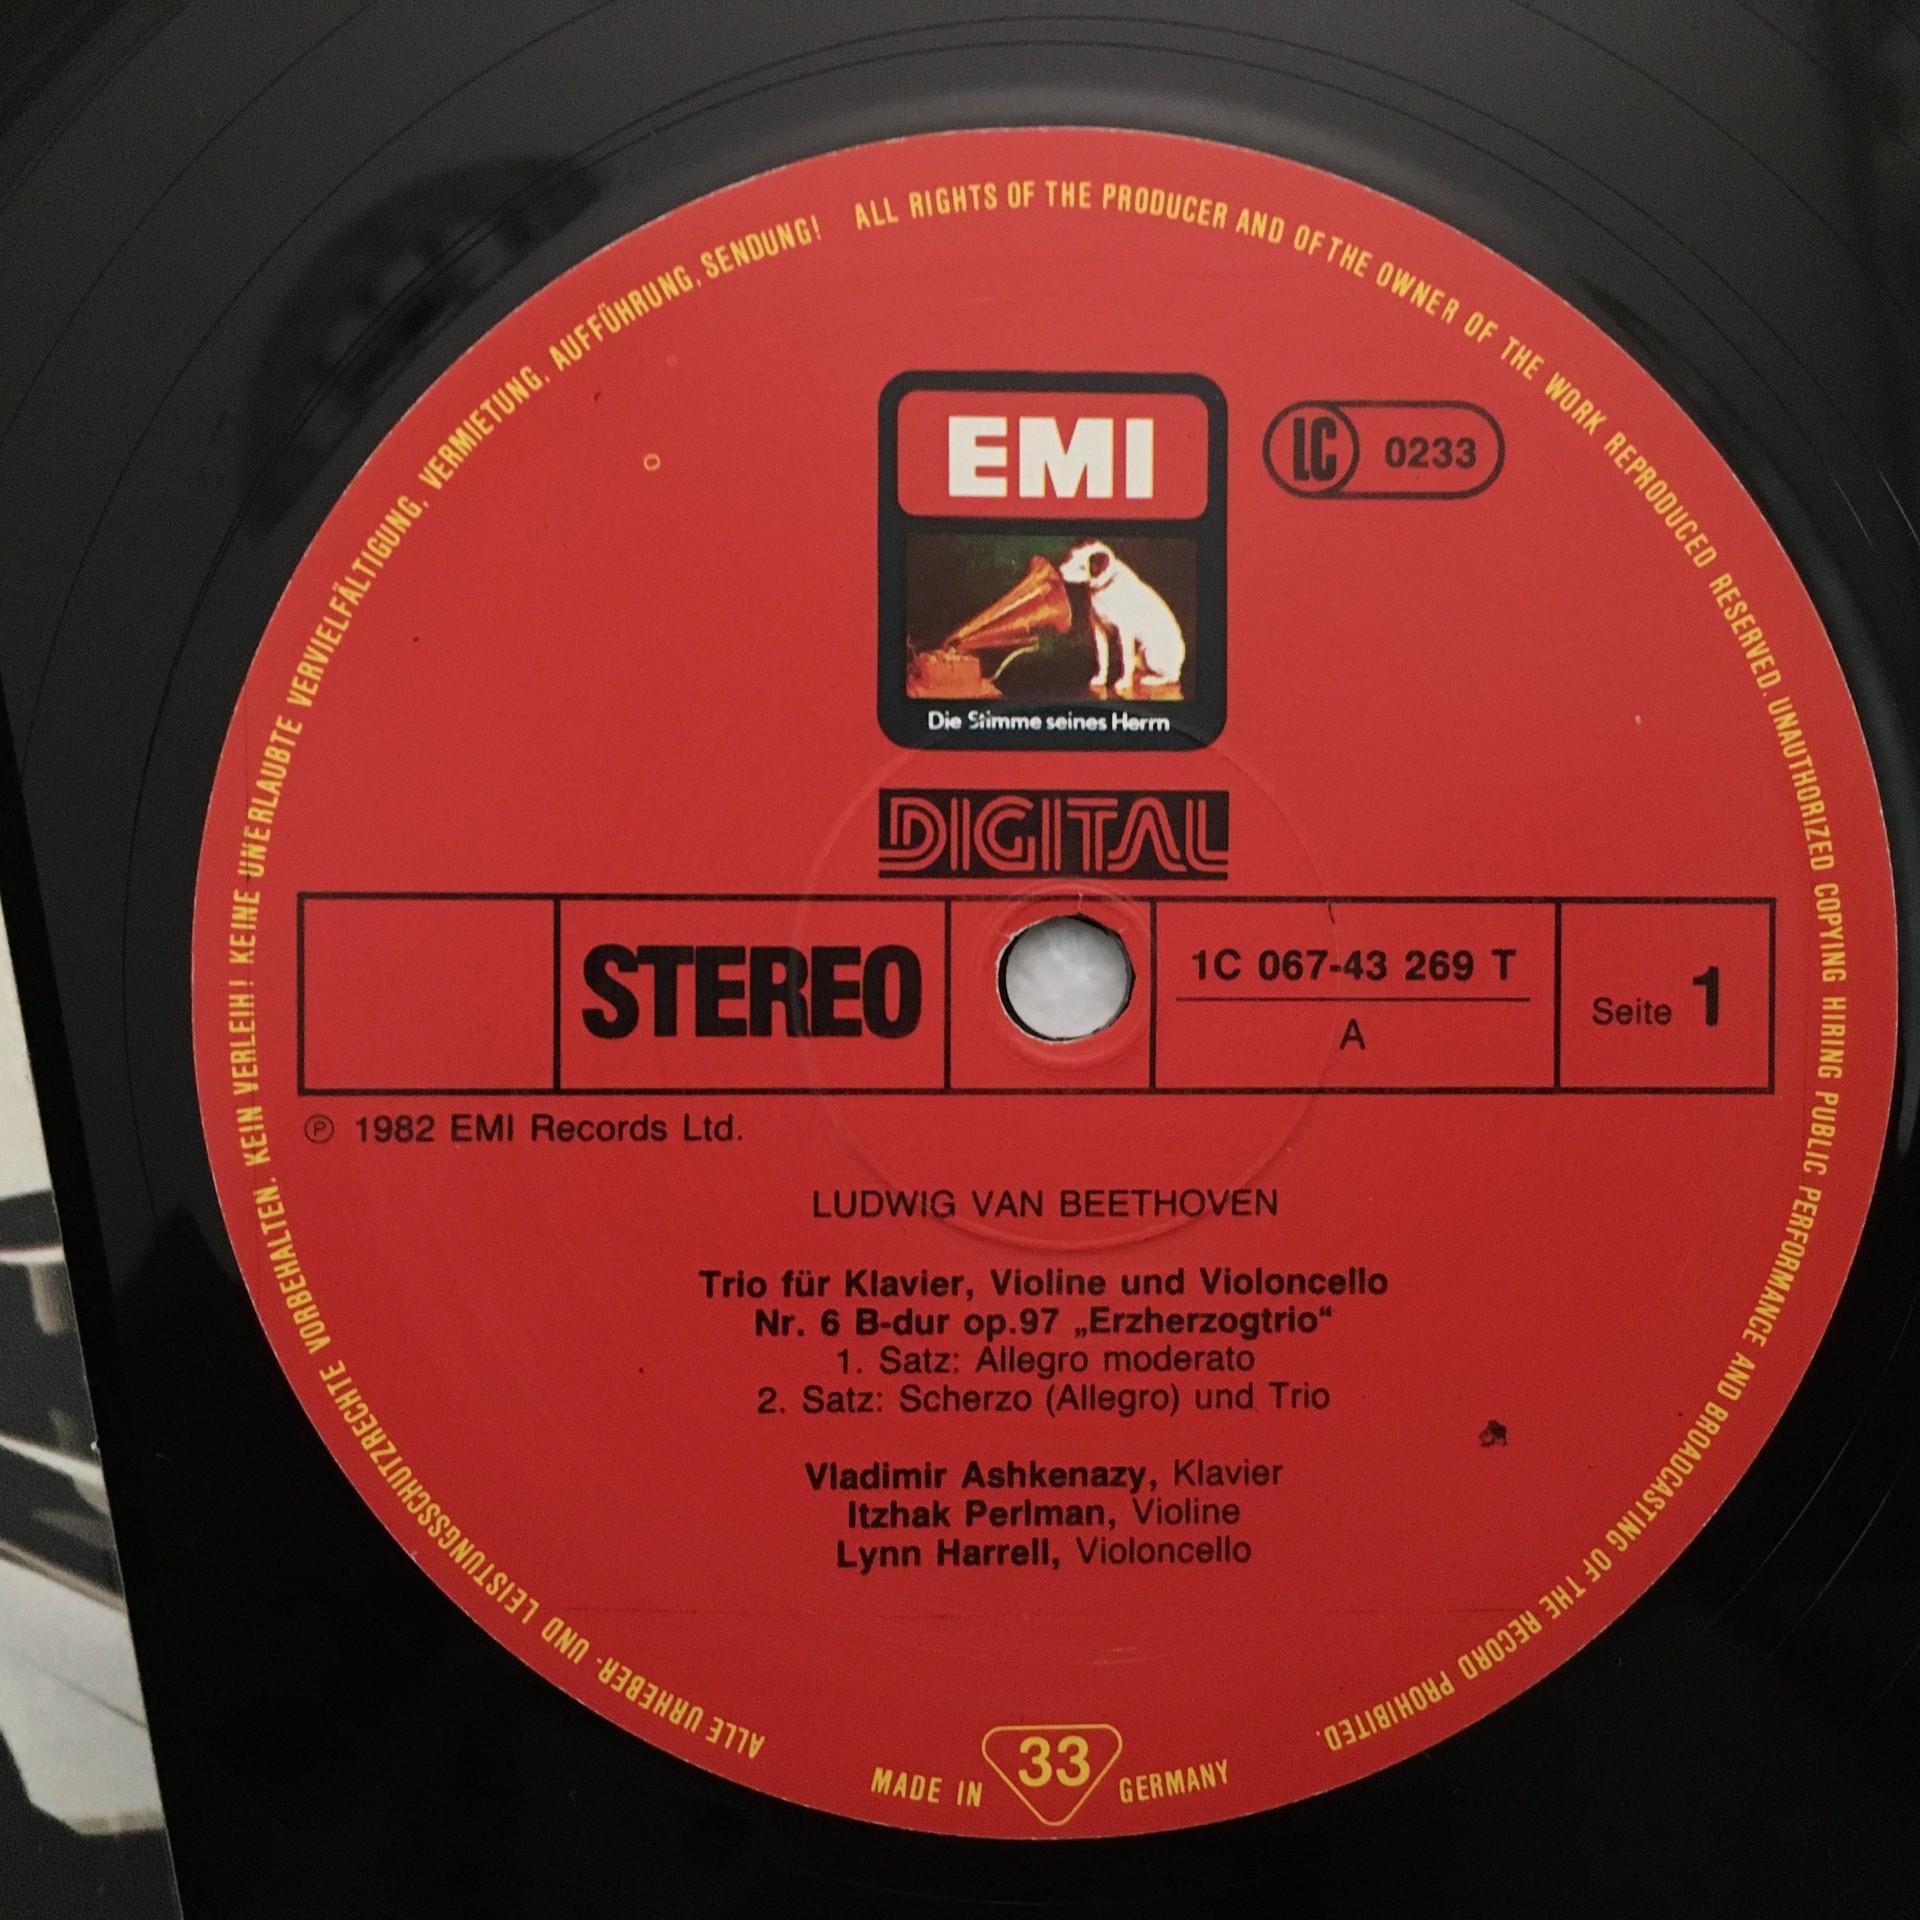 ALLE URHEBER- UND LEISTUNGSSCHUTZRECHTE VORBEHALTEN. KEIN VERLEIH! KEINE UNERLAUBTE VERVIELFÄLTIGUNG, VERMIETUNG, AUFFÜHRUNG, SENDUNG!
ALL RIGHTS OF THE PRODUCER AND OF THE OWNER OF THE WORK REPRODUCED RESERVED. UNAUTHORIZED COPYING HIRING PUBLIC PERFORMANCE AND BROADCASTING OF THE RECORD PROHIBITED.
EMI
LC 0233
Die Stimme seines Herrn
DIGITAL
STEREO
1C 067-43 269 T
A
Seite 1
℗ 1982 EMI Records Ltd.
LUDWIG VAN BEETHOVEN
Trio für Klavier, Violine und Violoncello
Nr. 6 B-dur op.97 „Erzherzogtrio“
1. Satz: Allegro moderato
2. Satz: Scherzo (Allegro) und Trio
Vladimir Ashkenazy, Klavier
Itzhak Perlman, Violine
Lynn Harrell, Violoncello
MADE IN 33 GERMANY